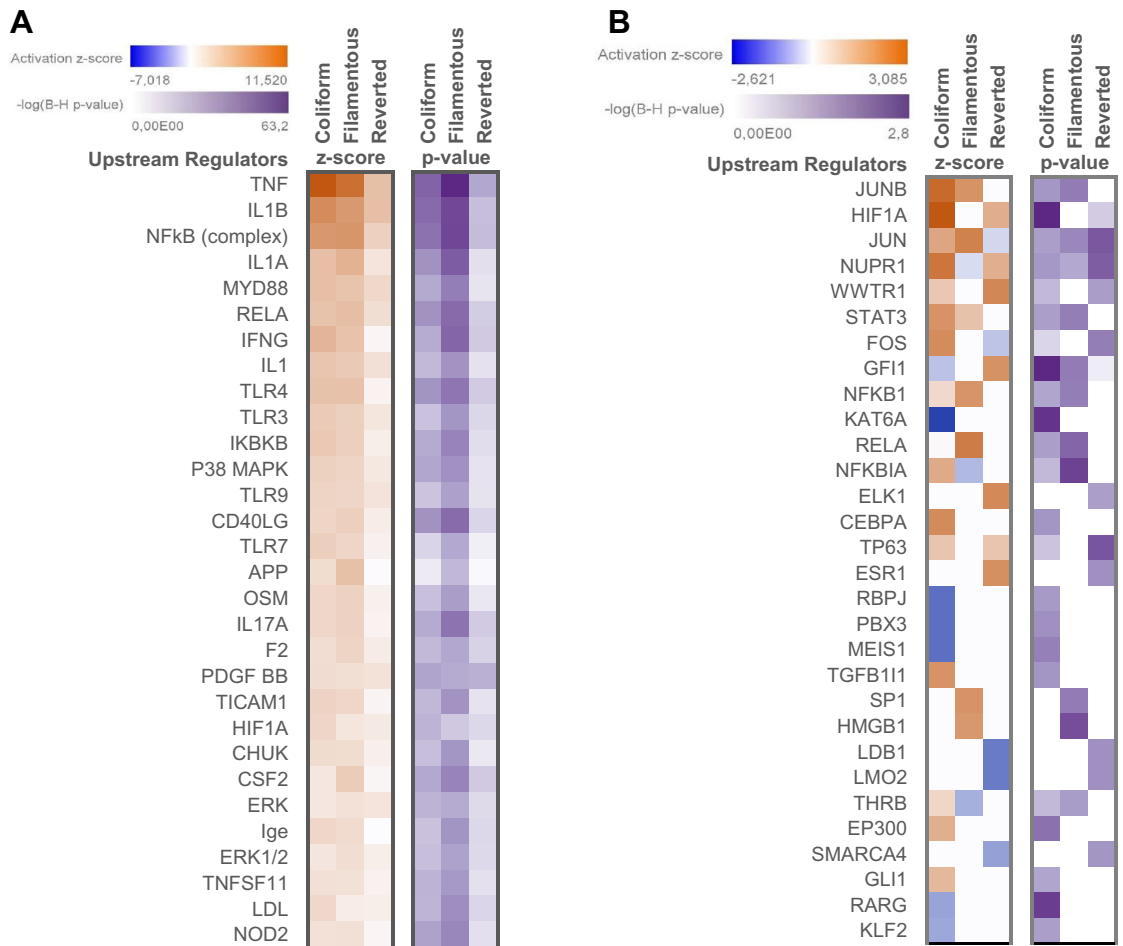 A
Activation z-score
-7,018 11,520
-log(B-H p-value)
0,00E00 63,2
Coliform
Filamentous
Reverted
Coliform
Filamentous
Reverted
Upstream Regulators z-score p-value
TNF
IL1B
NFkB (complex)
IL1A
MYD88
RELA
IFNG
IL1
TLR4
TLR3
IKBKB
P38 MAPK
TLR9
CD40LG
TLR7
APP
OSM
IL17A
F2
PDGF BB
TICAM1
HIF1A
CHUK
CSF2
ERK
Ige
ERK1/2
TNFSF11
LDL
NOD2
B
Activation z-score
-2,621 3,085
-log(B-H p-value)
0,00E00 2,8
Coliform
Filamentous
Reverted
Coliform
Filamentous
Reverted
Upstream Regulators z-score p-value
JUNB
HIF1A
JUN
NUPR1
WWTR1
STAT3
FOS
GFI1
NFKB1
KAT6A
RELA
NFKBIA
ELK1
CEBPA
TP63
ESR1
RBPJ
PBX3
MEIS1
TGFB1I1
SP1
HMGB1
LDB1
LMO2
THRB
EP300
SMARCA4
GLI1
RARG
KLF2